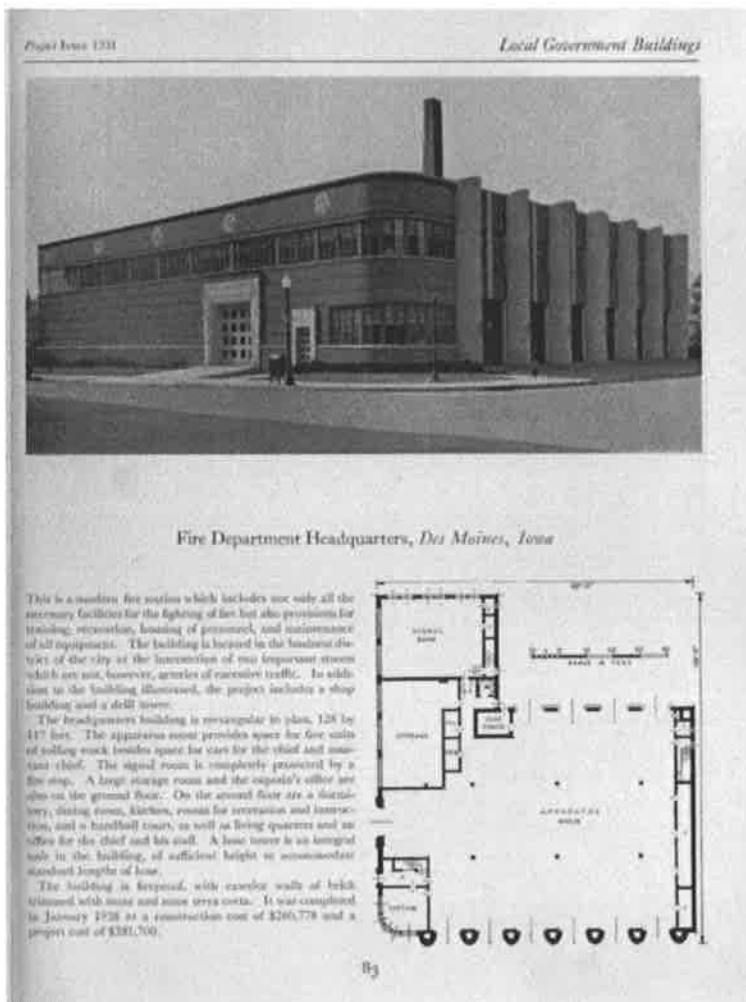 Project Iowa 1331
Local Government Buildings
Fire Department Headquarters, Des Moines, Iowa
This is a modern fire station which includes not only all the
necessary facilities for the fighting of fire but also provisions for
training, recreation, housing of personnel, and maintenance
of all equipment. The building is located in the business dis-
trict of the city at the intersection of two important streets
which are not, however, arteries of excessive traffic. In addi-
tion to the building illustrated, the project includes a shop
building and a drill tower.
The headquarters building is rectangular in plan, 128 by
117 feet. The apparatus room provides space for five units
of rolling stock besides space for cars for the chief and assis-
tant chief. The signal room is completely protected by a
fire stop. A large storage room and the captain's office are
also on the ground floor. On the second floor are a dormi-
tory, dining room, kitchen, rooms for recreation and instruc-
tion, and a handball court, as well as living quarters and an
office for the chief and his staff. A hose tower is an integral
unit in the building, of sufficient height to accommodate
standard lengths of hose.
The building is fireproof, with exterior walls of brick
trimmed with stone and some terra cotta. It was completed
in January 1938 at a construction cost of $260,778 and a
project cost of $281,700.
SIGNAL
ROOM
SCALE IN FEET
STORAGE
HOSE
TOWER
APPARATUS
ROOM
OFFICE
83